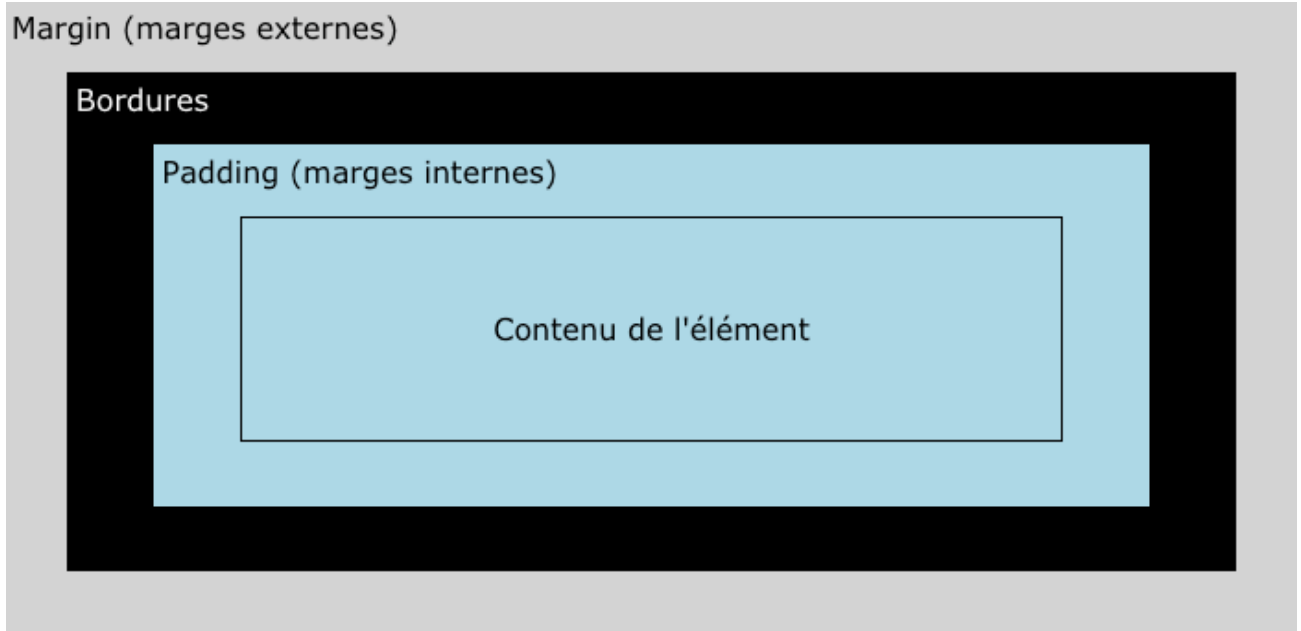 Margin (marges externes)
Bordures
Padding (marges internes)
Contenu de l'élément